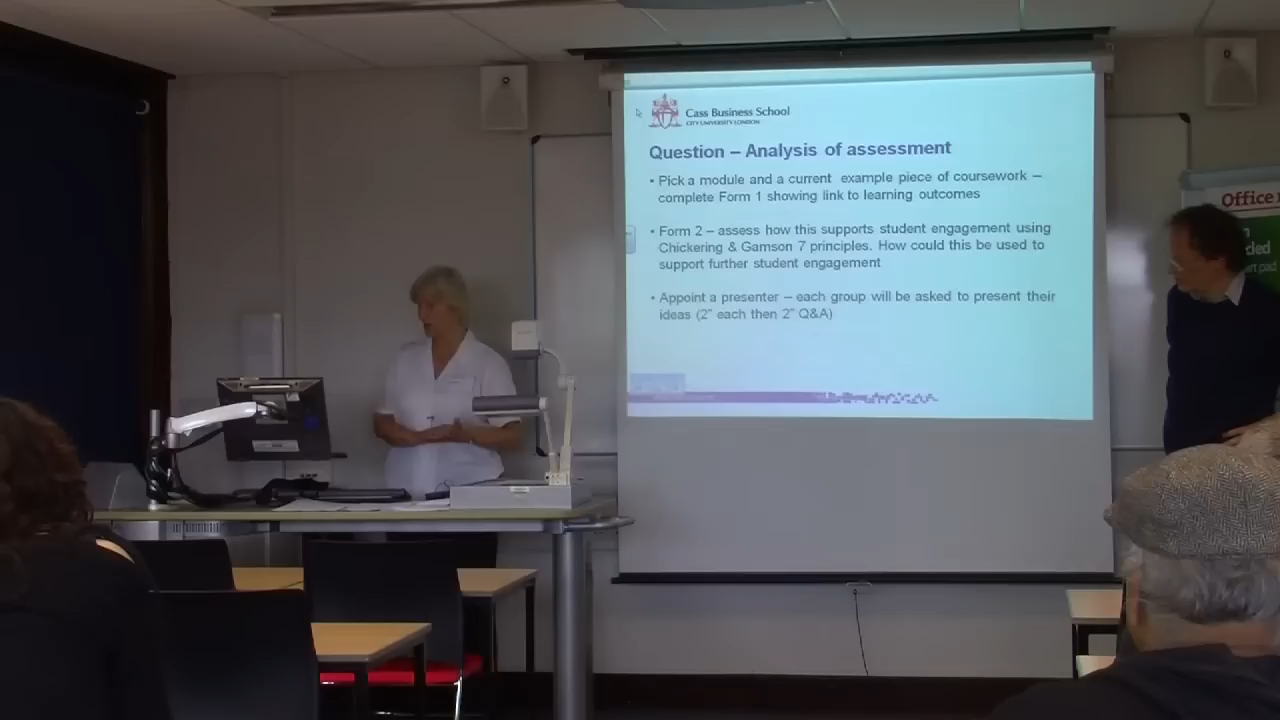 Cass Business School
CITY UNIVERSITY LONDON
Question – Analysis of assessment
• Pick a module and a current example piece of coursework –
complete Form 1 showing link to learning outcomes
• Form 2 – assess how this supports student engagement using
Chickering & Gamson 7 principles. How could this be used to
support further student engagement
• Appoint a presenter – each group will be asked to present their
ideas (2" each then 2" Q&A)
Office